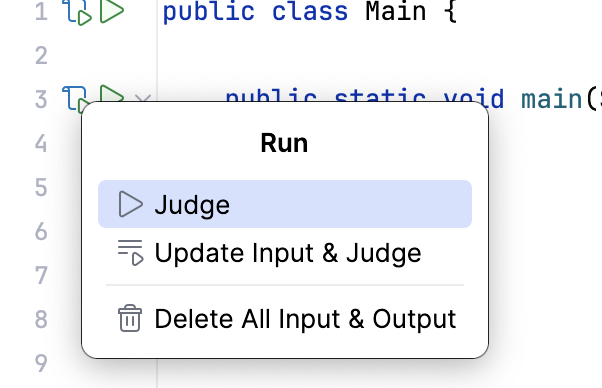 1 public class Main {
2
3 public static void main(
4
5
6
7
8
9
Run
Judge
Update Input & Judge
Delete All Input & Output